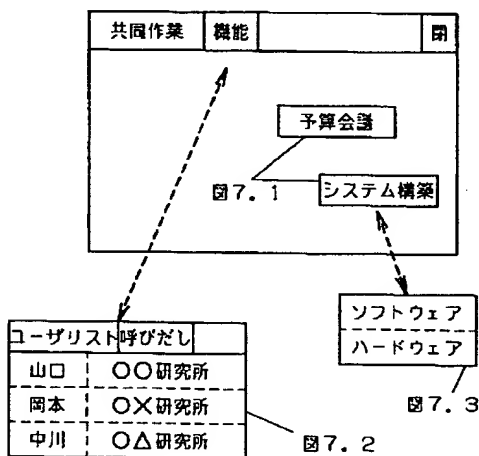 共同作業 機能 閉
予算会議
図7.1
システム構築
ソフトウェア
ハードウェア
図7.3
ユーザリスト 呼びだし
山口 〇〇研究所
岡本 〇×研究所
中川 〇△研究所
図7.2